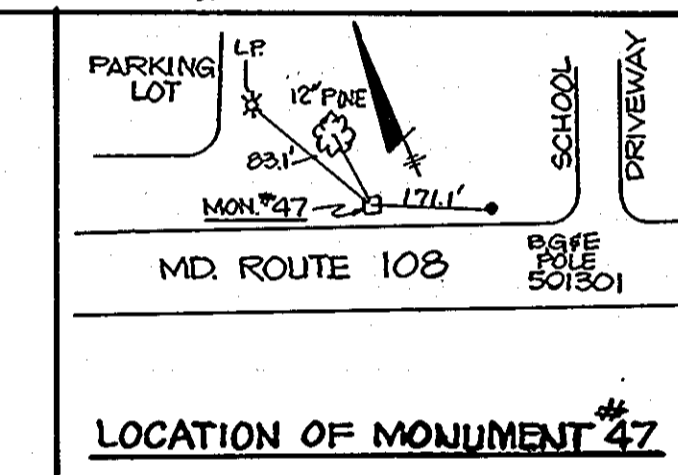 PARKING
LOT
L.P.
12" PINE
83.1'
MON. #47
171.1'
SCHOOL
DRIVEWAY
MD. ROUTE 108
BG&E
POLE
501301
LOCATION OF MONUMENT #47